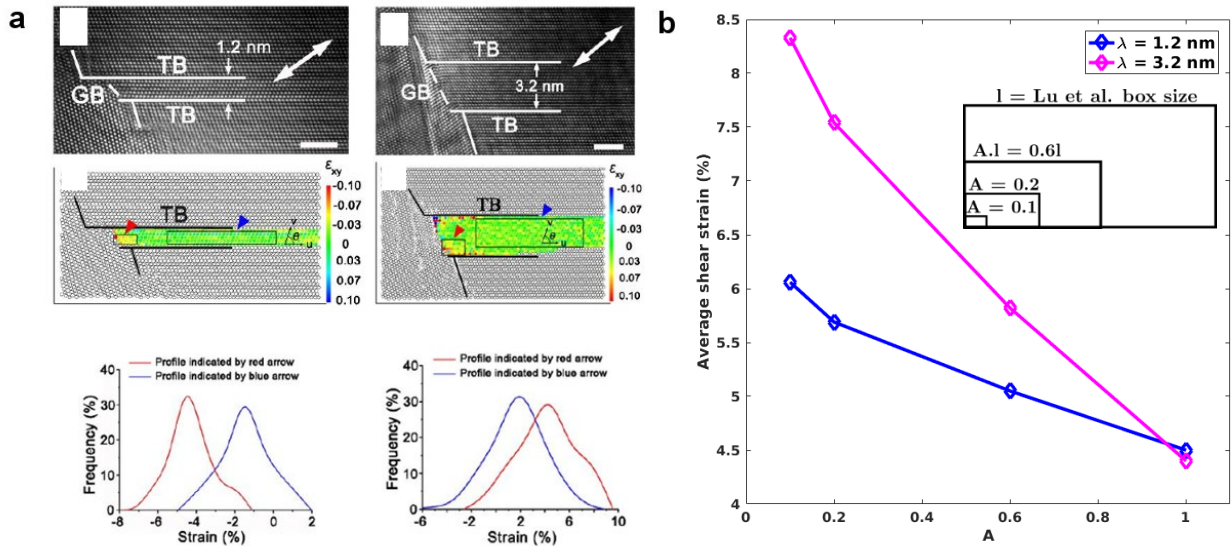 a
1.2 nm
TB
GB
TB
TB
3.2 nm
GB
TB
εxy
-0.10
-0.07
-0.03
0
0.03
0.07
0.10
TB
v
θ
u
εxy
-0.10
-0.07
-0.03
0
0.03
0.07
0.10
TB
v
θ
u
Profile indicated by red arrow
Profile indicated by blue arrow
Frequency (%)
40
30
20
10
0
-8 -6 -4 -2 0 2
Strain (%)
Profile indicated by red arrow
Profile indicated by blue arrow
Frequency (%)
40
30
20
10
0
-6 -2 2 6 10
Strain (%)
b
Average shear strain (%)
8.5
8
7.5
7
6.5
6
5.5
5
4.5
4
0 0.2 0.4 0.6 0.8 1
A
λ = 1.2 nm
λ = 3.2 nm
l = Lu et al. box size
A.l = 0.6l
A = 0.2
A = 0.1